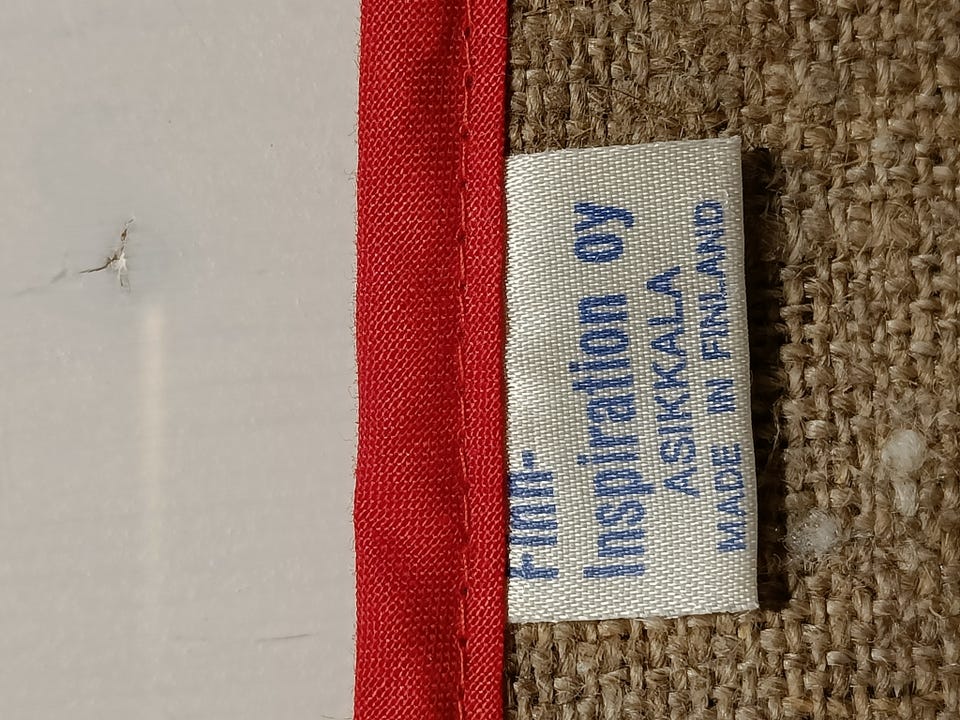 Finn-
Inspiration oy
ASIKKALA
MADE IN FINLAND